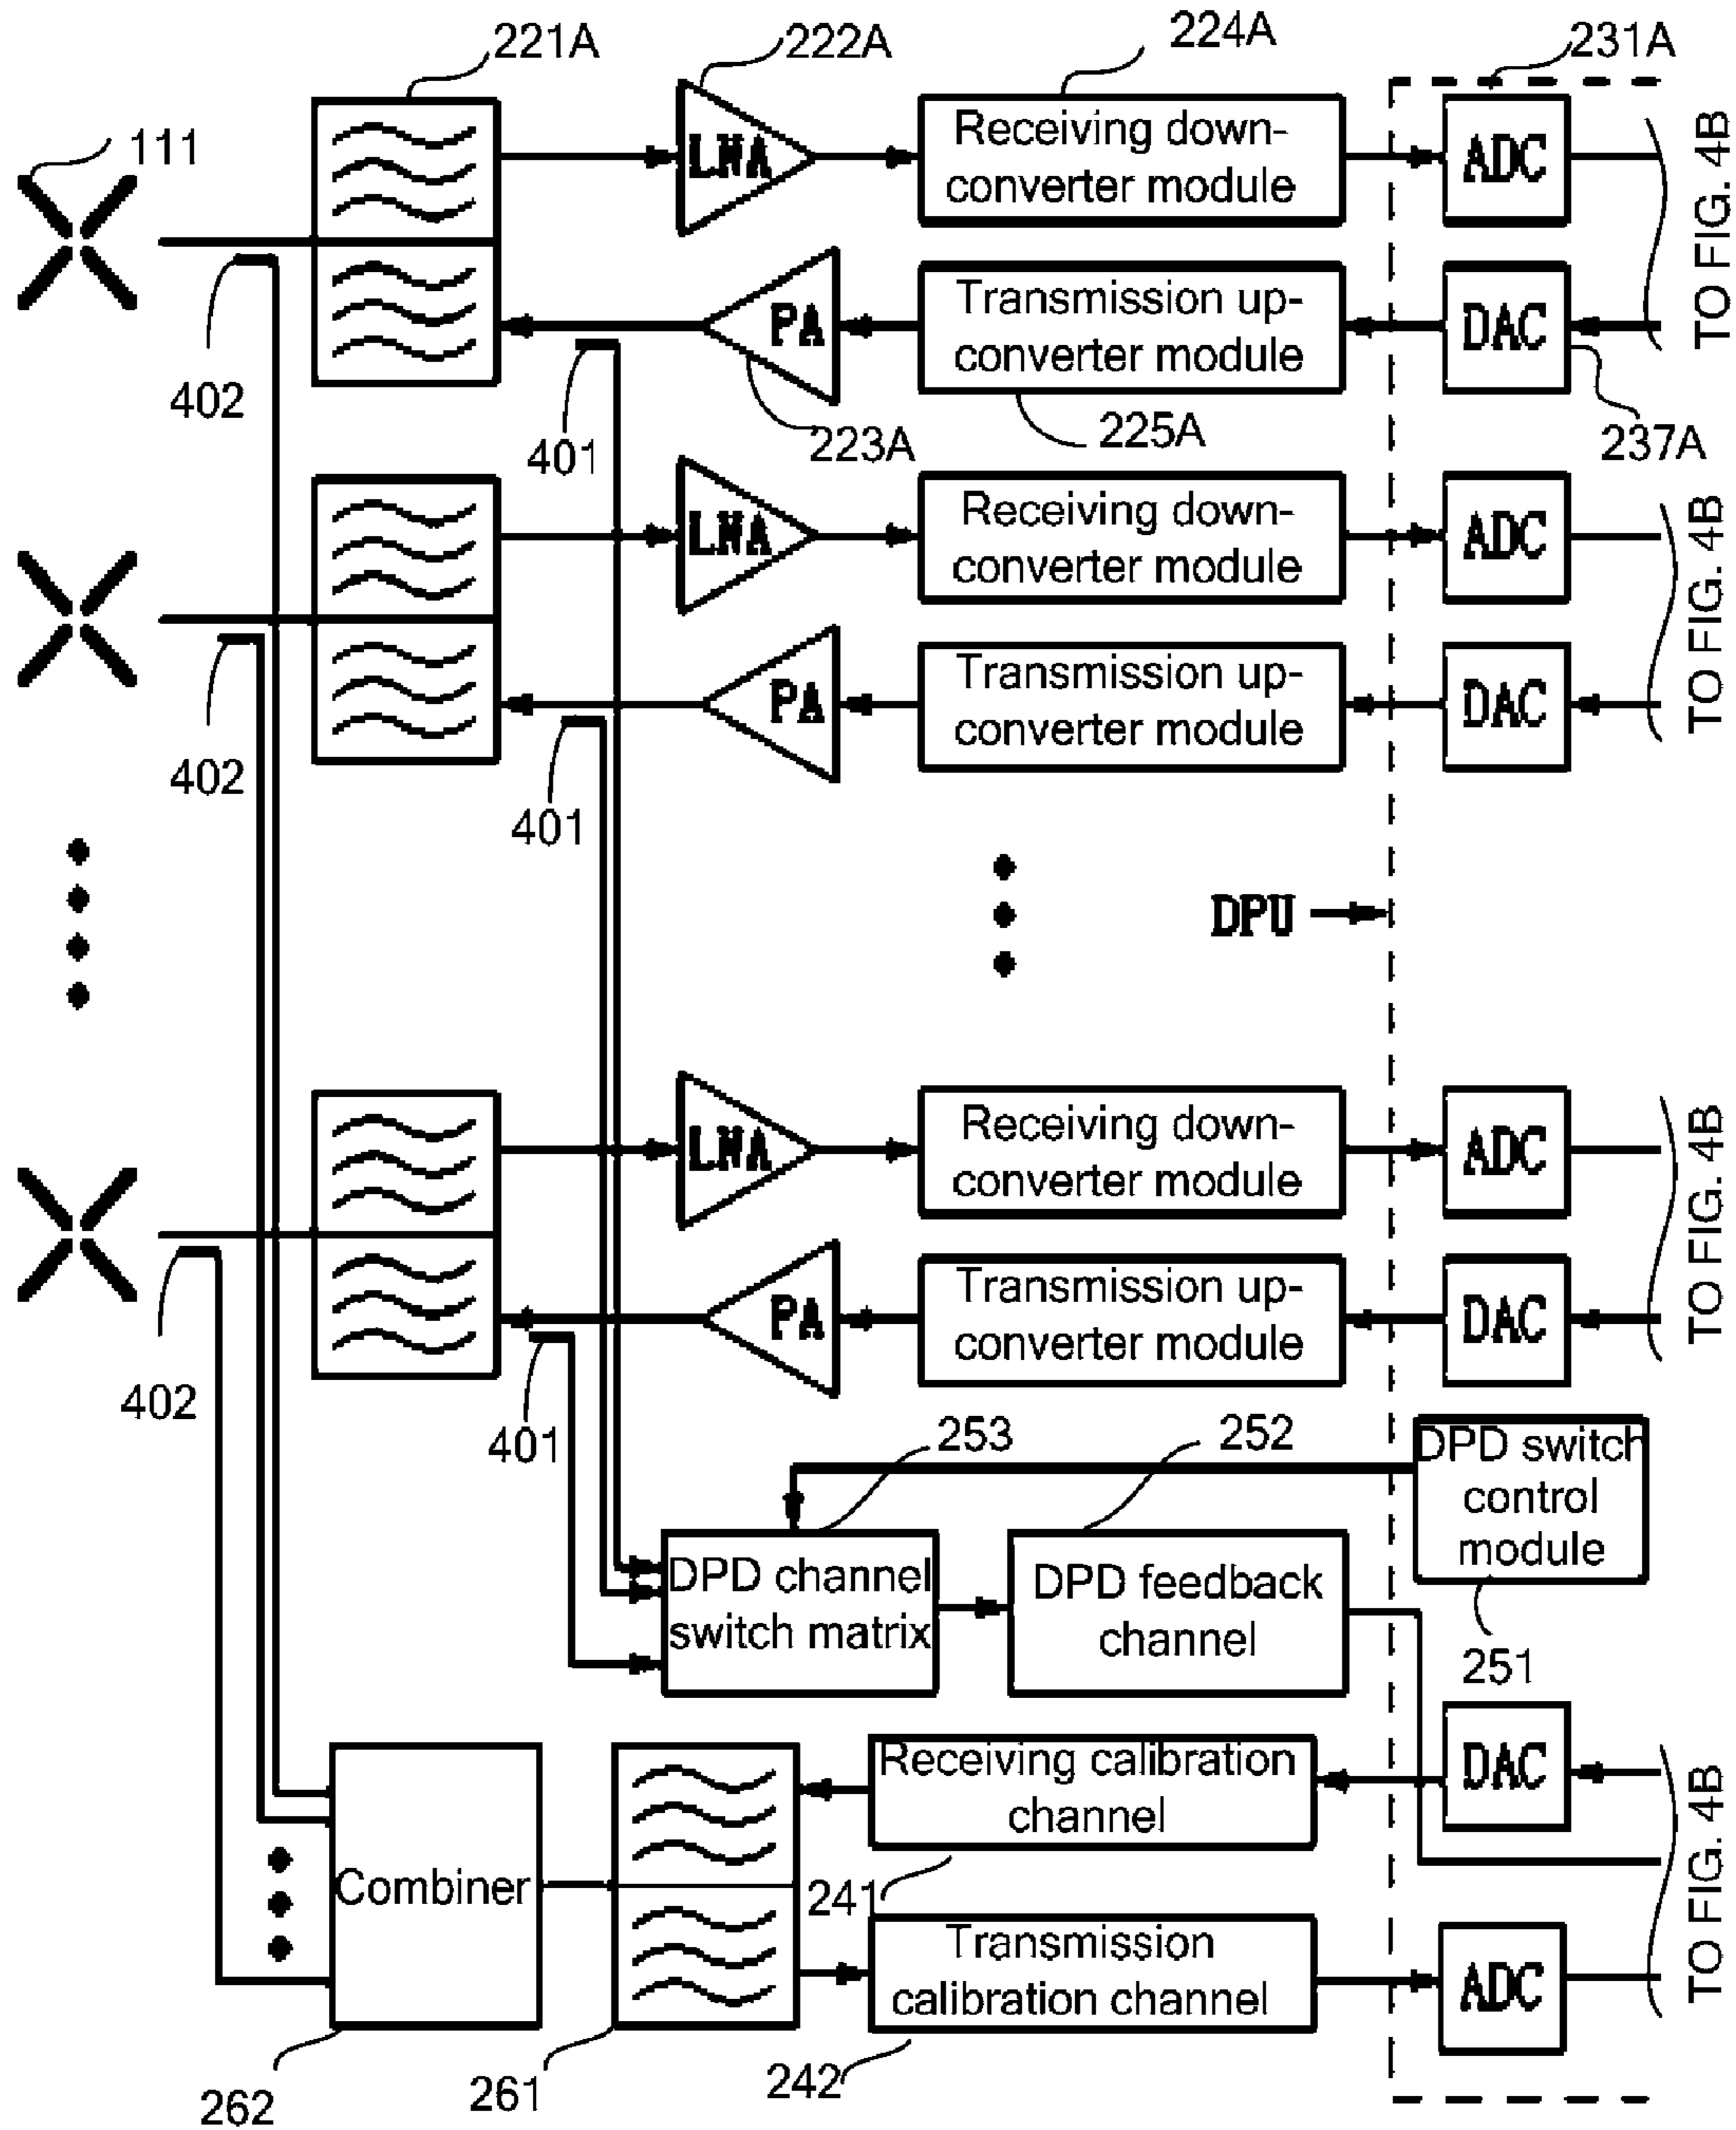 221A
222A
224A
231A
111
LNA
Receiving down-
converter module
ADC
TO FIG. 4B
402
PA
Transmission up-
converter module
DAC
401
223A
225A
237A
LNA
Receiving down-
converter module
ADC
TO FIG. 4B
402
PA
Transmission up-
converter module
DAC
401
DPU
LNA
Receiving down-
converter module
ADC
TO FIG. 4B
402
PA
Transmission up-
converter module
DAC
401
253
252
DPD switch
control
module
251
DPD channel
switch matrix
DPD feedback
channel
Receiving calibration
channel
DAC
TO FIG. 4B
Combiner
241
Transmission
calibration channel
ADC
262
261
242